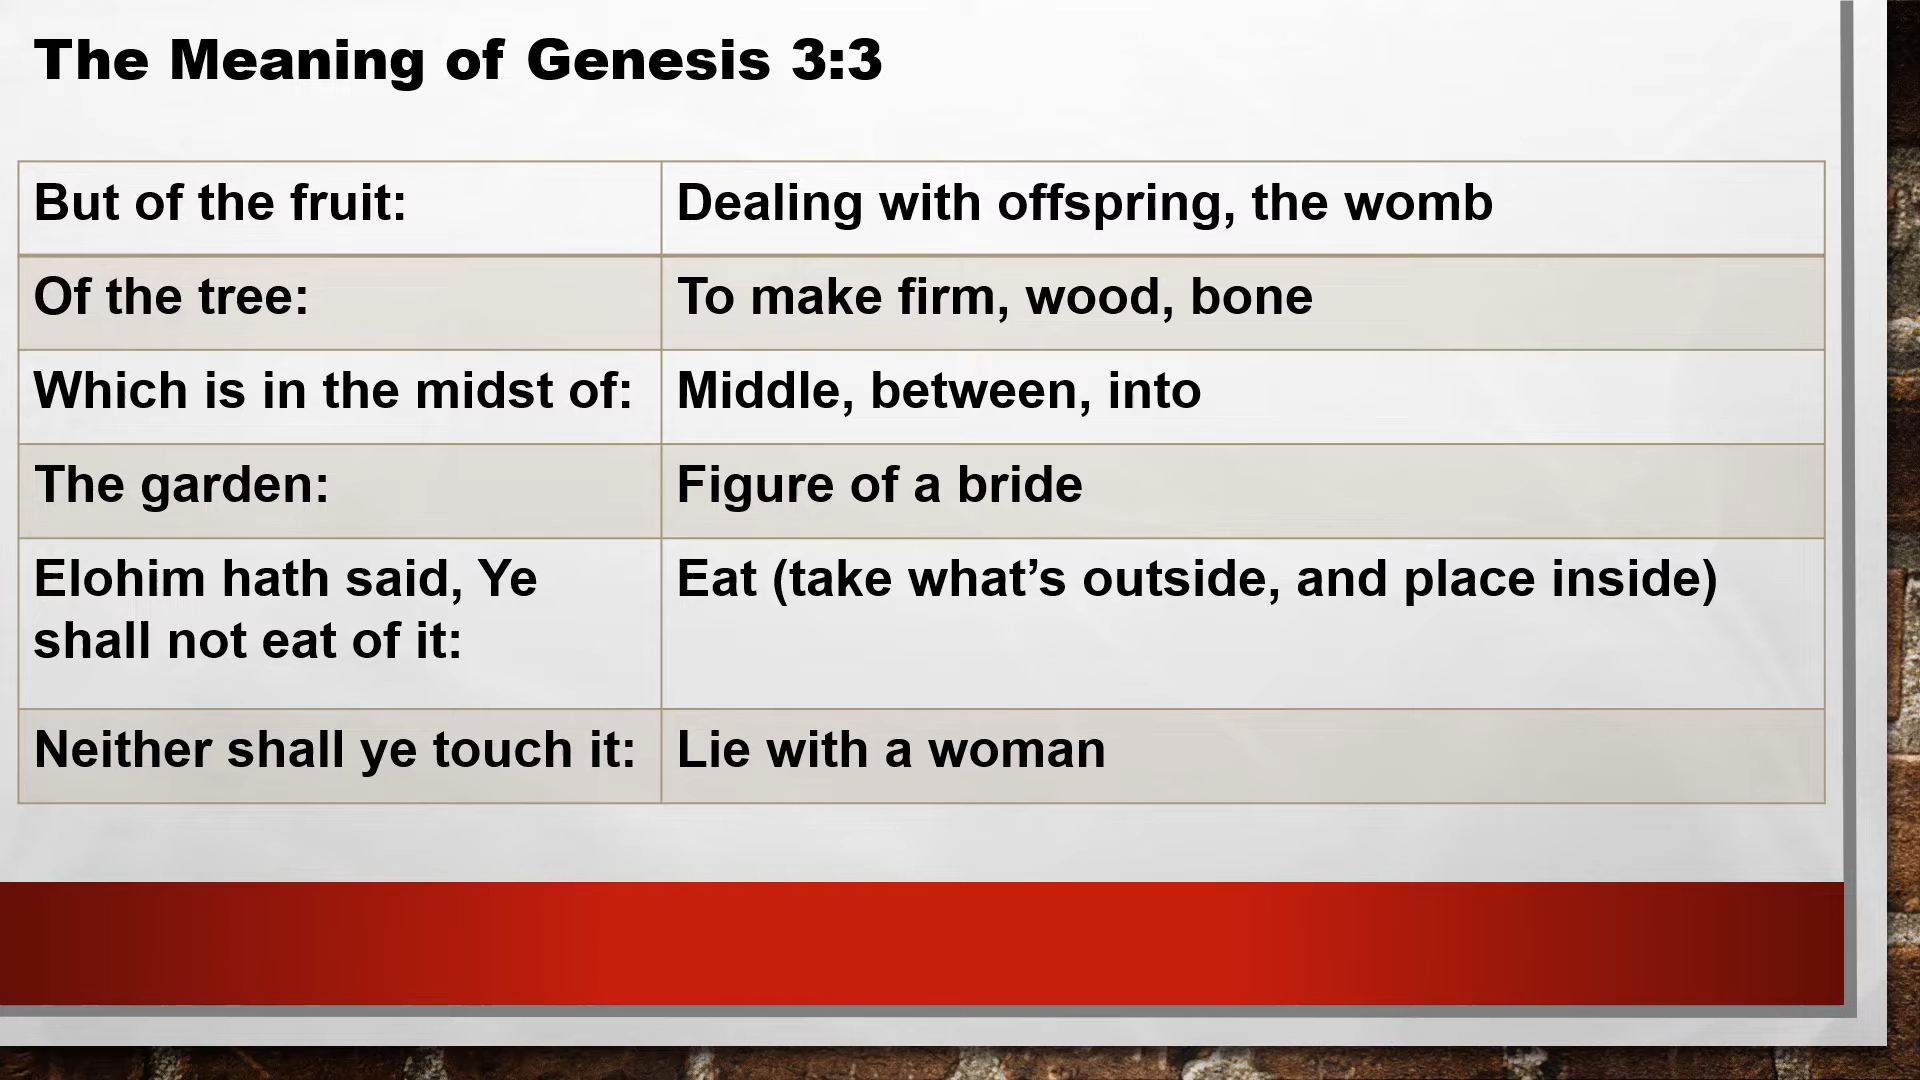 The Meaning of Genesis 3:3
But of the fruit:
Dealing with offspring, the womb
Of the tree:
To make firm, wood, bone
Which is in the midst of:
Middle, between, into
The garden:
Figure of a bride
Elohim hath said, Ye
shall not eat of it:
Eat (take what’s outside, and place inside)
Neither shall ye touch it:
Lie with a woman